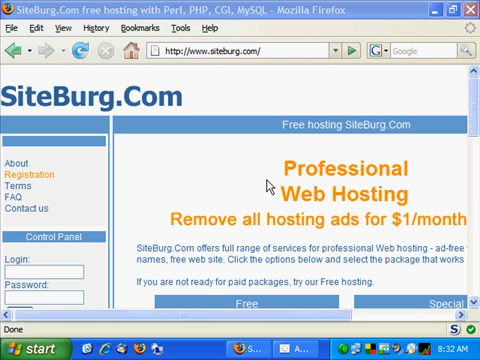 SiteBurg.Com free hosting with Perl, PHP, CGI, MySQL - Mozilla Firefox
File Edit View History Bookmarks Tools Help
http://www.siteburg.com/
Google
SiteBurg.Com
Free hosting SiteBurg.Com
About
Registration
Terms
FAQ
Contact us
Control Panel
Login:
Password:
Professional
Web Hosting
Remove all hosting ads for $1/month
SiteBurg.Com offers full range of services for professional Web hosting - ad-free
names, free web site. Click the options below and select the package that works
If you are not ready for paid packages, try our Free hosting.
Free
Special
Done
start
S...
A...
8:32 AM